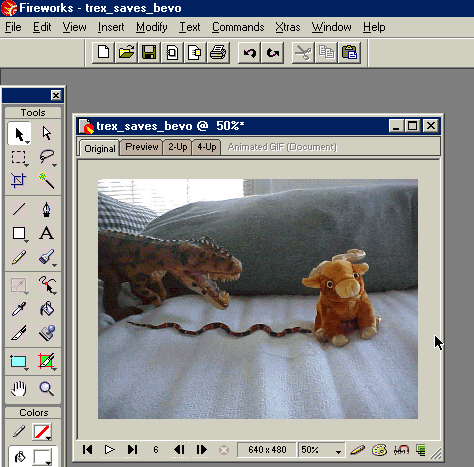 Fireworks - trex_saves_bevo
File Edit View Insert Modify Text Commands Xtras Window Help
Tools
trex_saves_bevo @ 50%*
Original Preview 2-Up 4-Up Animated GIF (Document)
A
6 640 x 480 50%
Colors